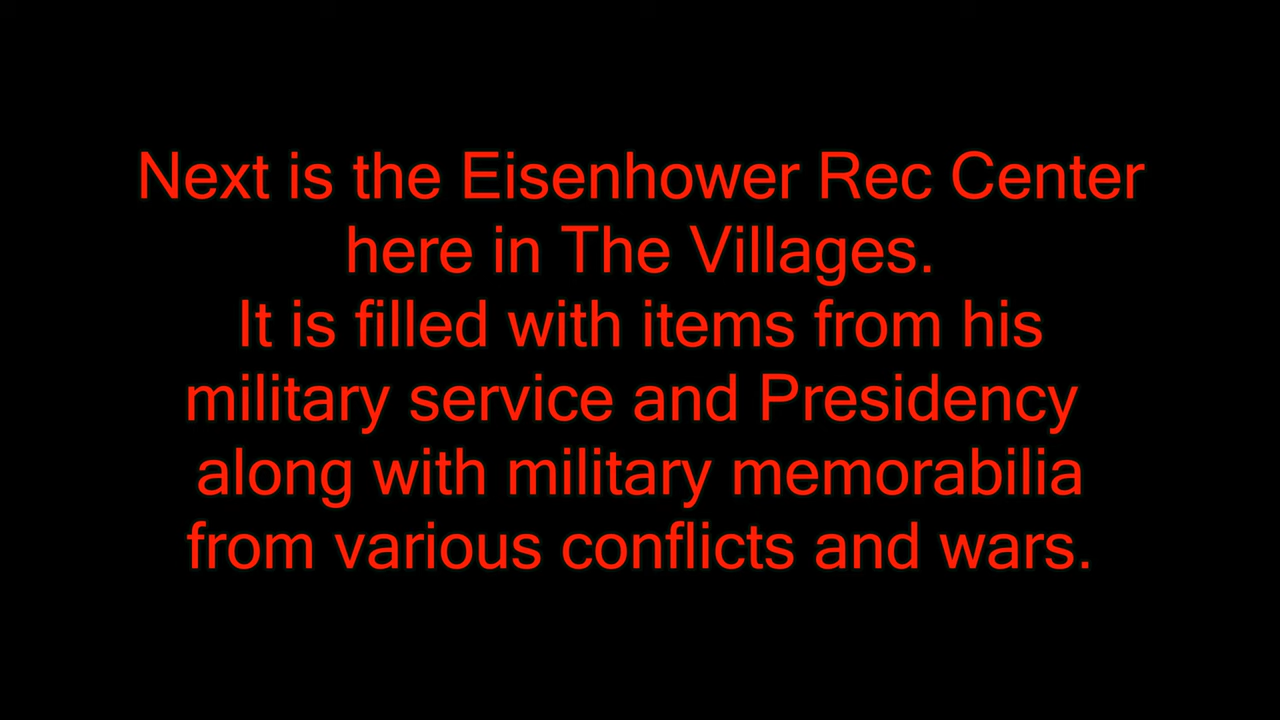 Next is the Eisenhower Rec Center
here in The Villages.
It is filled with items from his
military service and Presidency
along with military memorabilia
from various conflicts and wars.